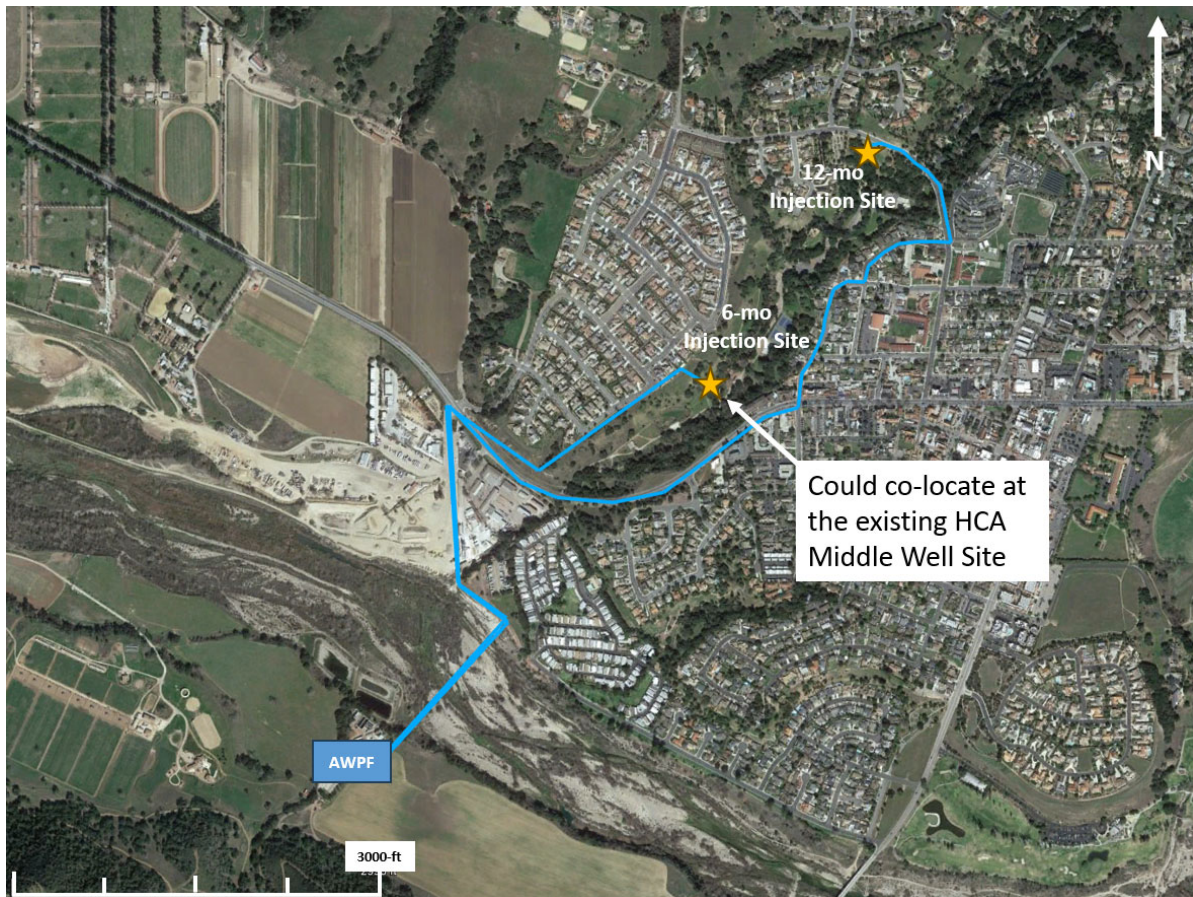 N
12-mo
Injection Site
6-mo
Injection Site
Could co-locate at
the existing HCA
Middle Well Site
AWPF
3000-ft